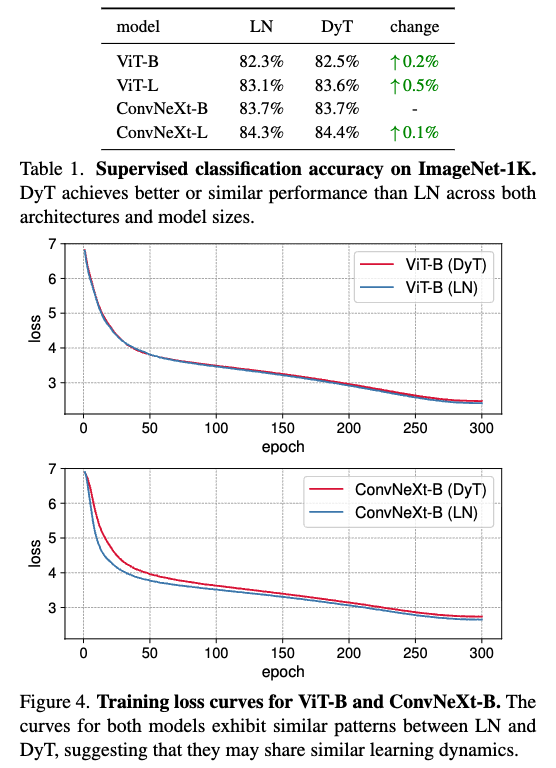 model LN DyT change
ViT-B 82.3% 82.5% ↑0.2%
ViT-L 83.1% 83.6% ↑0.5%
ConvNeXt-B 83.7% 83.7% -
ConvNeXt-L 84.3% 84.4% ↑0.1%
Table 1. Supervised classification accuracy on ImageNet-1K.
DyT achieves better or similar performance than LN across both
architectures and model sizes.
7
6
5
4
3
loss
ViT-B (DyT)
ViT-B (LN)
0 50 100 150 200 250 300
epoch
7
6
5
4
3
loss
ConvNeXt-B (DyT)
ConvNeXt-B (LN)
0 50 100 150 200 250 300
epoch
Figure 4. Training loss curves for ViT-B and ConvNeXt-B. The
curves for both models exhibit similar patterns between LN and
DyT, suggesting that they may share similar learning dynamics.